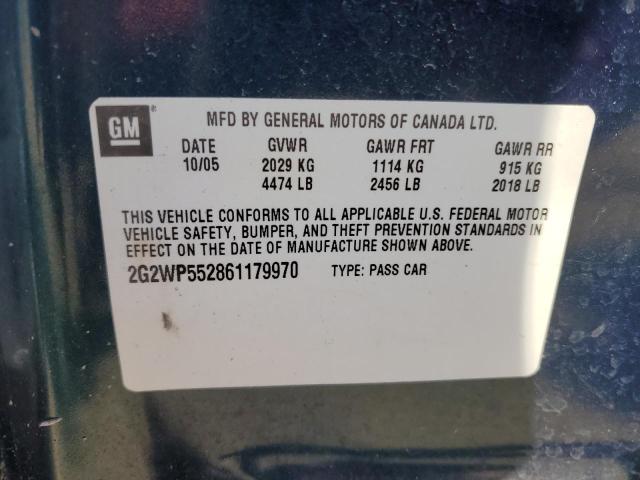 GM® MFD BY GENERAL MOTORS OF CANADA LTD.
DATE GVWR GAWR FRT GAWR RR
10/05 2029 KG 1114 KG 915 KG
4474 LB 2456 LB 2018 LB
THIS VEHICLE CONFORMS TO ALL APPLICABLE U.S. FEDERAL MOTOR
VEHICLE SAFETY, BUMPER, AND THEFT PREVENTION STANDARDS IN
EFFECT ON THE DATE OF MANUFACTURE SHOWN ABOVE.
2G2WP552861179970 TYPE: PASS CAR